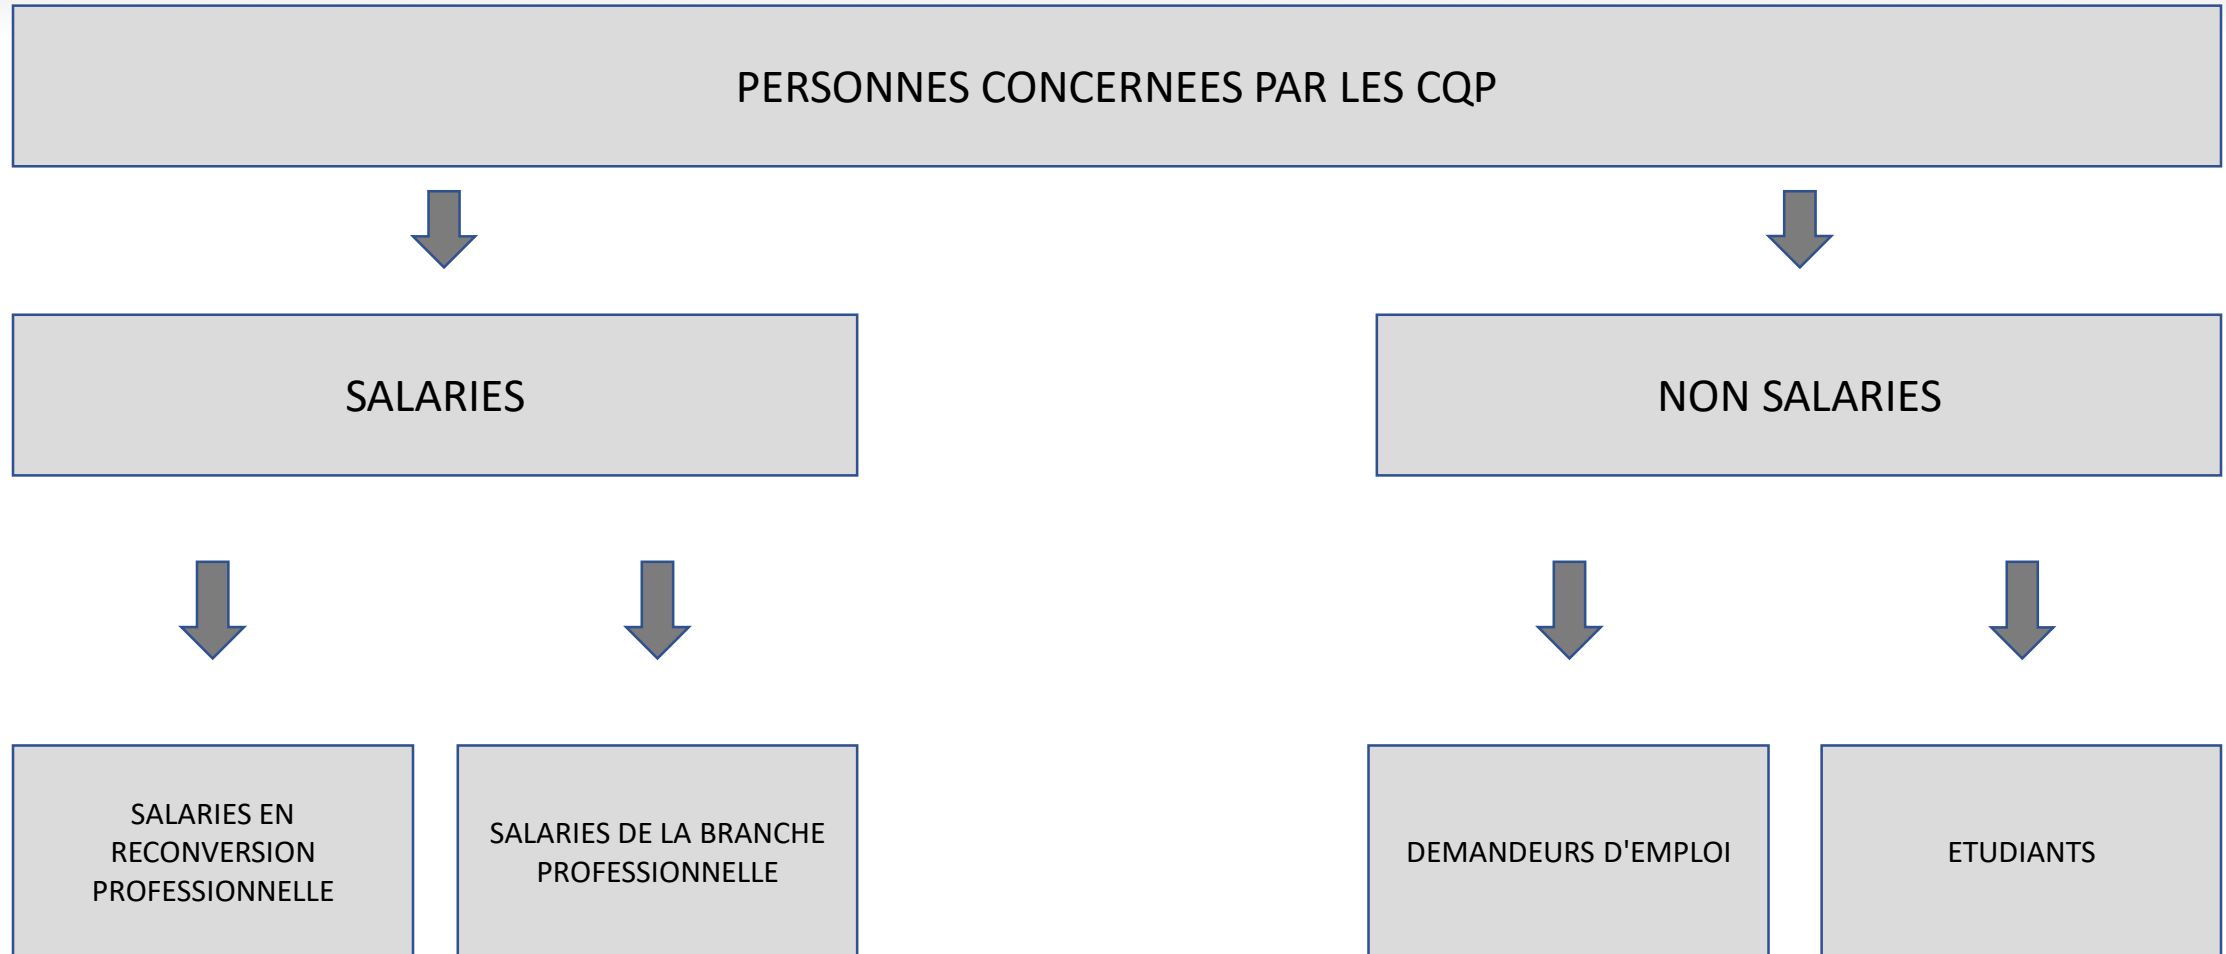 PERSONNES CONCERNEES PAR LES CQP
SALARIES
NON SALARIES
SALARIES EN
RECONVERSION
PROFESSIONNELLE
SALARIES DE LA BRANCHE
PROFESSIONNELLE
DEMANDEURS D'EMPLOI
ETUDIANTS